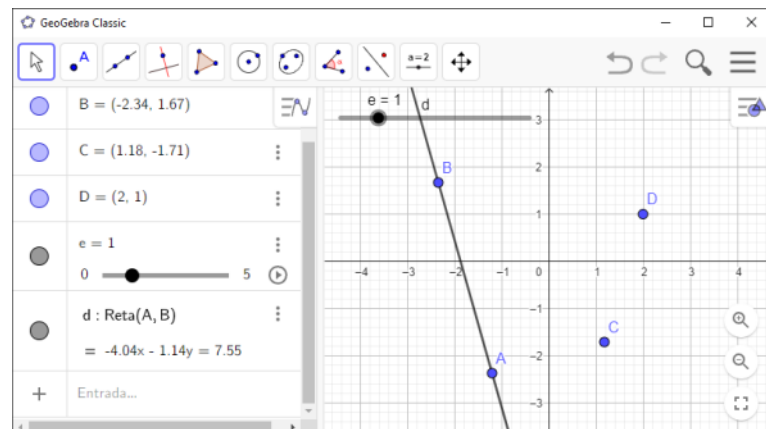 GeoGebra Classic
A
a=2
B = (-2.34, 1.67)
C = (1.18, -1.71)
D = (2, 1)
e = 1
0
5
d : Reta(A, B)
= -4.04x - 1.14y = 7.55
+ Entrada...
e = 1
d
3
2
1
0
-1
-2
-3
-4
-3
-2
-1
1
2
3
4
B
D
C
A